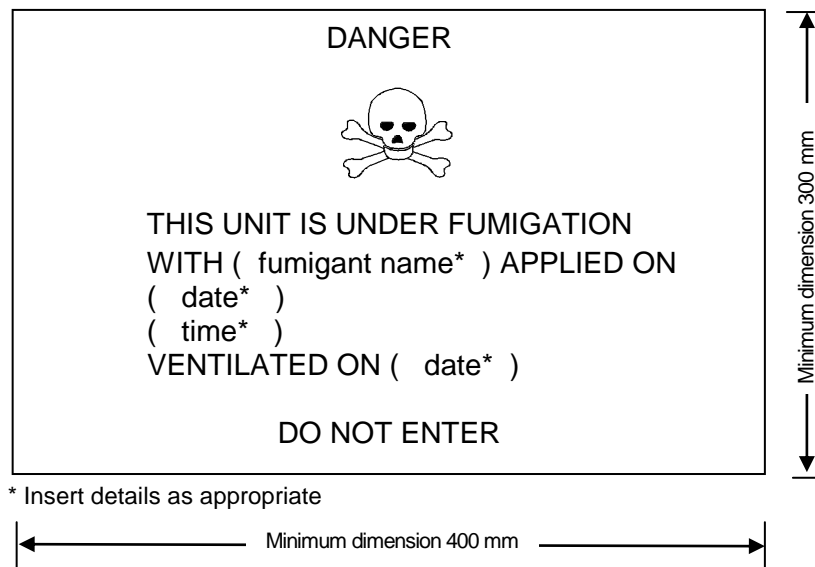 DANGER
THIS UNIT IS UNDER FUMIGATION
WITH ( fumigant name* ) APPLIED ON
( date* )
( time* )
VENTILATED ON ( date* )
DO NOT ENTER
* Insert details as appropriate
Minimum dimension 400 mm
Minimum dimension 300 mm